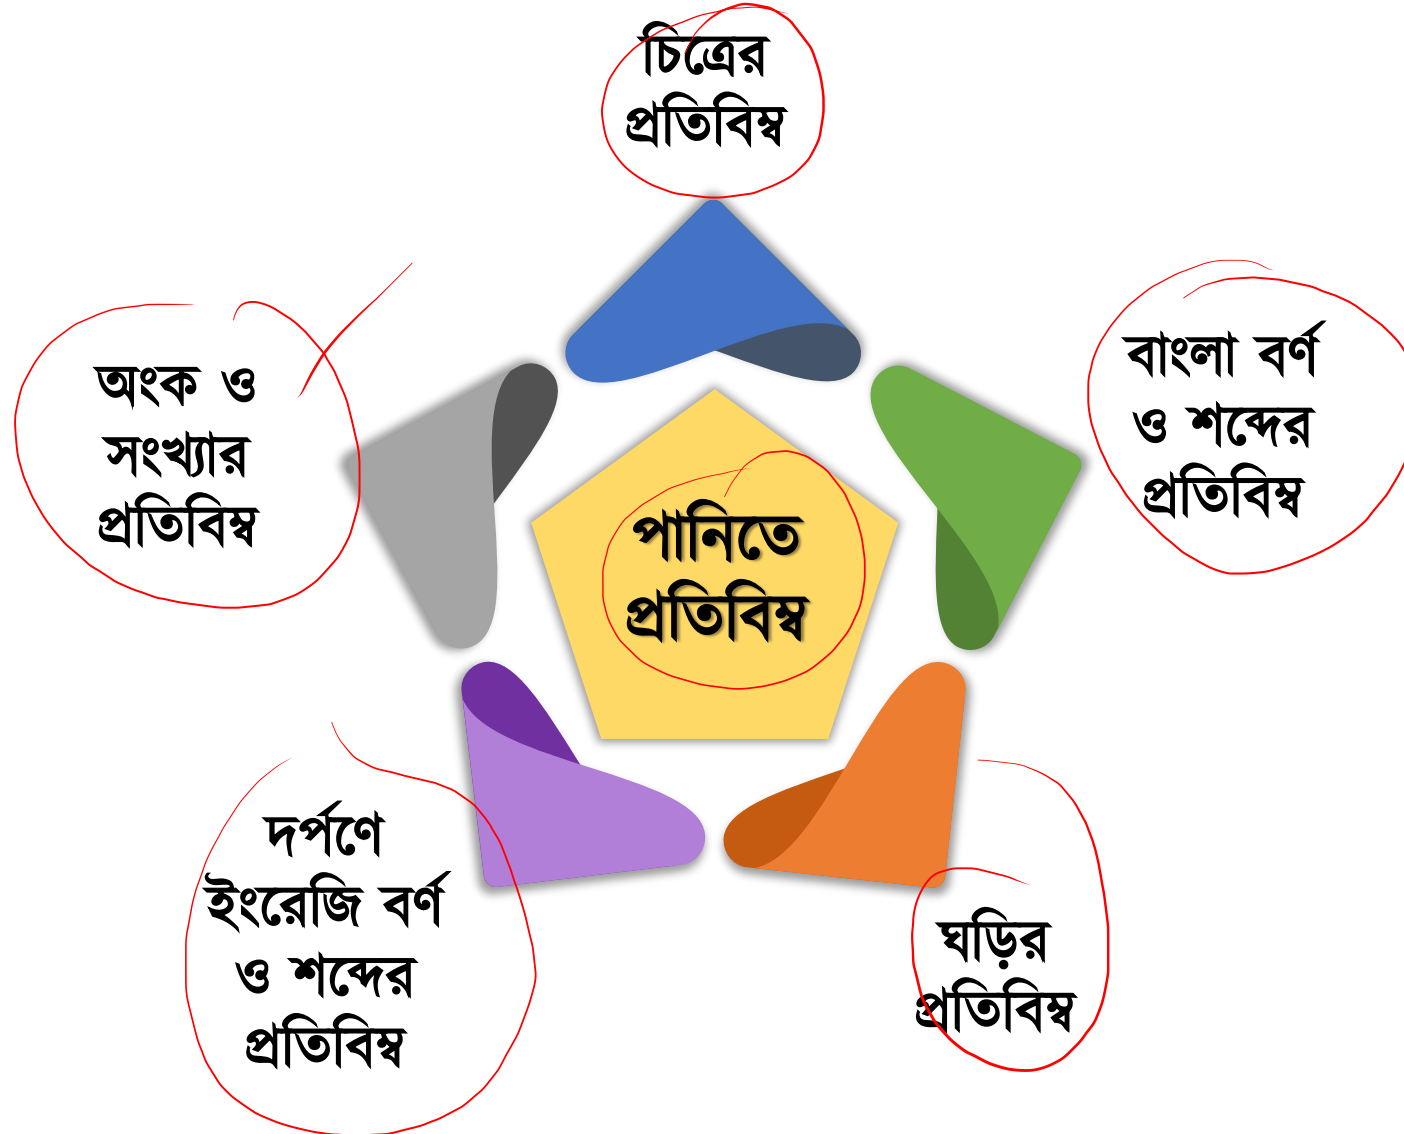 চিত্রের
প্রতিবিম্ব
অংক ও
সংখ্যার
প্রতিবিম্ব
বাংলা বর্ণ
ও শব্দের
প্রতিবিম্ব
পানিতে
প্রতিবিম্ব
দর্পণে
ইংরেজি বর্ণ
ও শব্দের
প্রতিবিম্ব
ঘড়ির
প্রতিবিম্ব